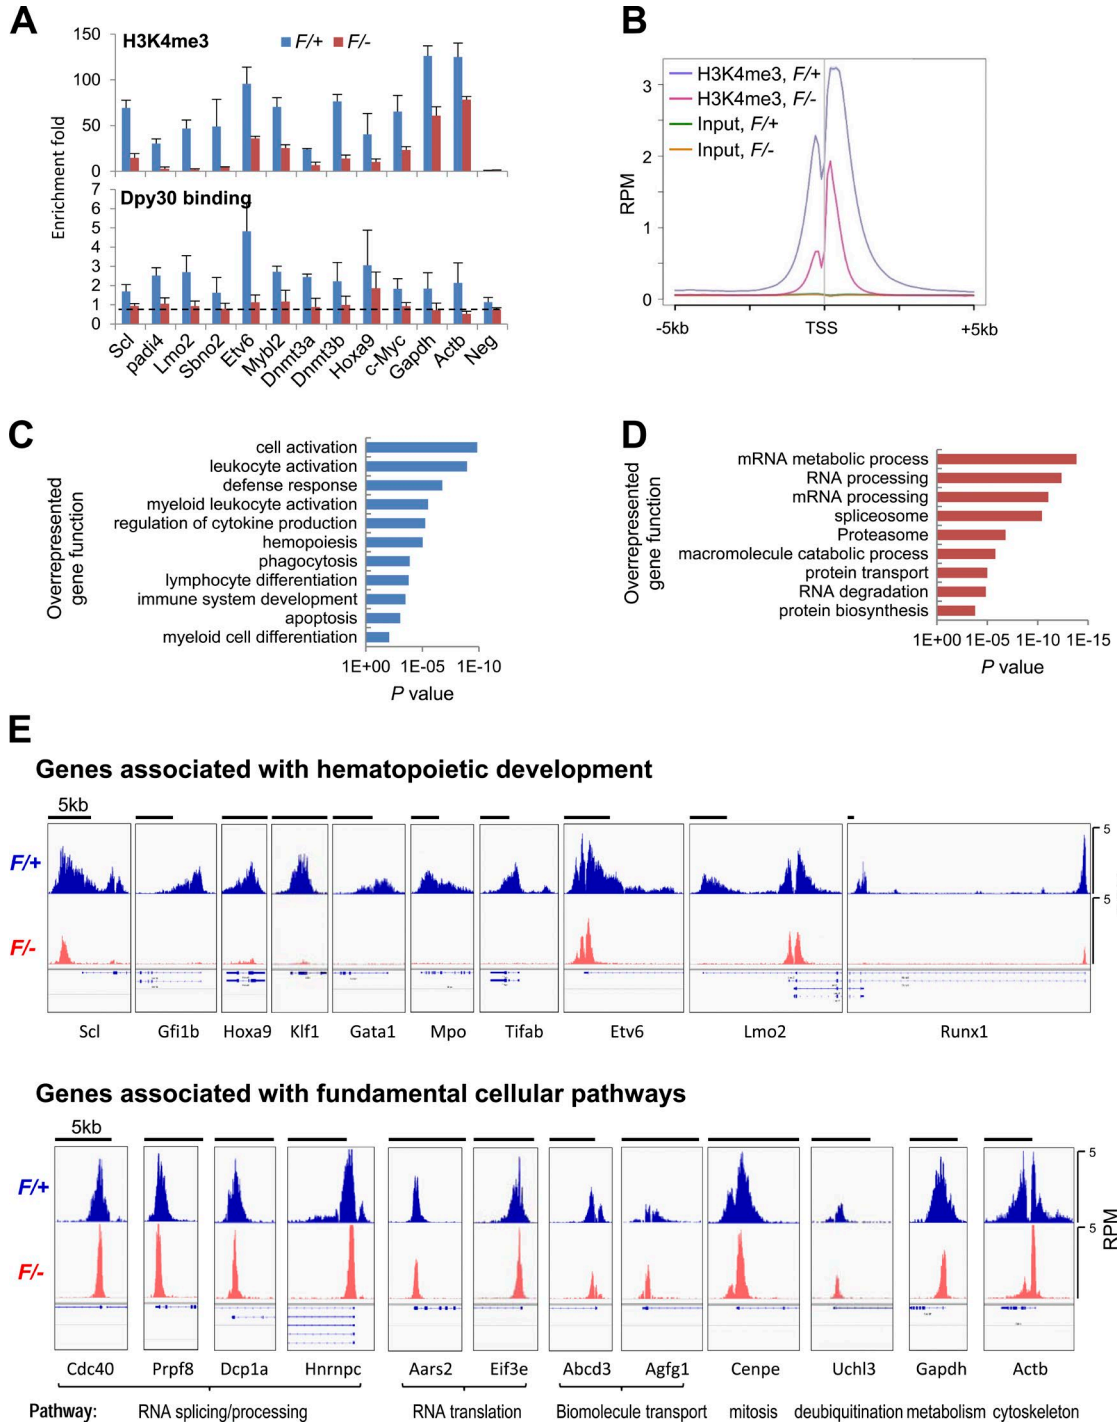 A
H3K4me3
F/+
F/-
150
100
50
0
Enrichment fold
Dpy30 binding
7
6
5
4
3
2
1
0
Scl
padi4
Lmo2
Sbno2
Etv6
Mybl2
Dnmt3a
Dnmt3b
Hoxa9
c-Myc
Gapdh
Actb
Neg
B
H3K4me3, F/+
H3K4me3, F/-
Input, F/+
Input, F/-
RPM
3
2
1
0
-5kb
TSS
+5kb
C
Overrepresented
gene function
cell activation
leukocyte activation
defense response
myeloid leukocyte activation
regulation of cytokine production
hemopoiesis
phagocytosis
lymphocyte differentiation
immune system development
apoptosis
myeloid cell differentiation
1E+00 1E-05 1E-10
P value
D
Overrepresented
gene function
mRNA metabolic process
RNA processing
mRNA processing
spliceosome
Proteasome
macromolecule catabolic process
protein transport
RNA degradation
protein biosynthesis
1E+00 1E-05 1E-10 1E-15
P value
E
Genes associated with hematopoietic development
5kb
F/+
5
F/-
5
Scl Gfi1b Hoxa9 Klf1 Gata1 Mpo Tifab Etv6 Lmo2 Runx1
Genes associated with fundamental cellular pathways
5kb
F/+
5
F/-
5
RPM
Cdc40 Prpf8 Dcp1a Hnrnpc Aars2 Eif3e Abcd3 Agfg1 Cenpe Uchl3 Gapdh Actb
Pathway: RNA splicing/processing RNA translation Biomolecule transport mitosis deubiquitination metabolism cytoskeleton